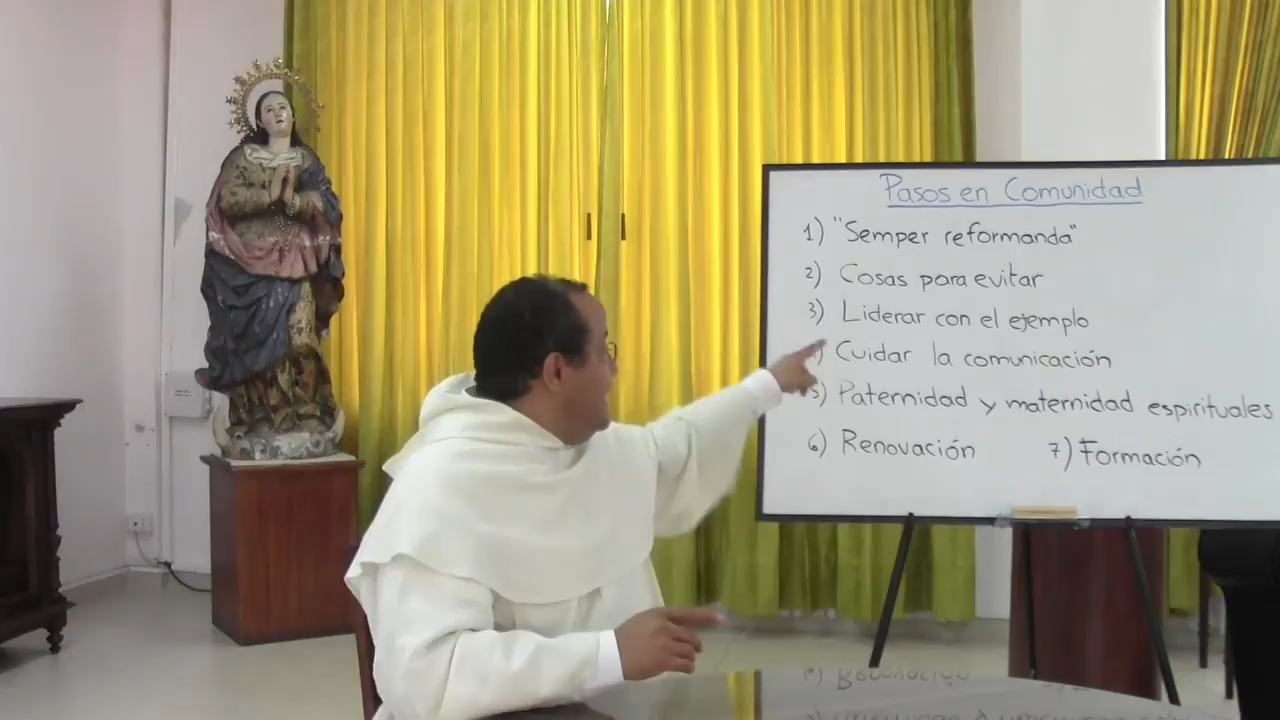 Pasos en Comunidad
1) "Semper reformanda"
2) Cosas para evitar
3) Liderar con el ejemplo
) Cuidar la comunicación
5) Paternidad y maternidad espirituales
6) Renovación 7) Formación